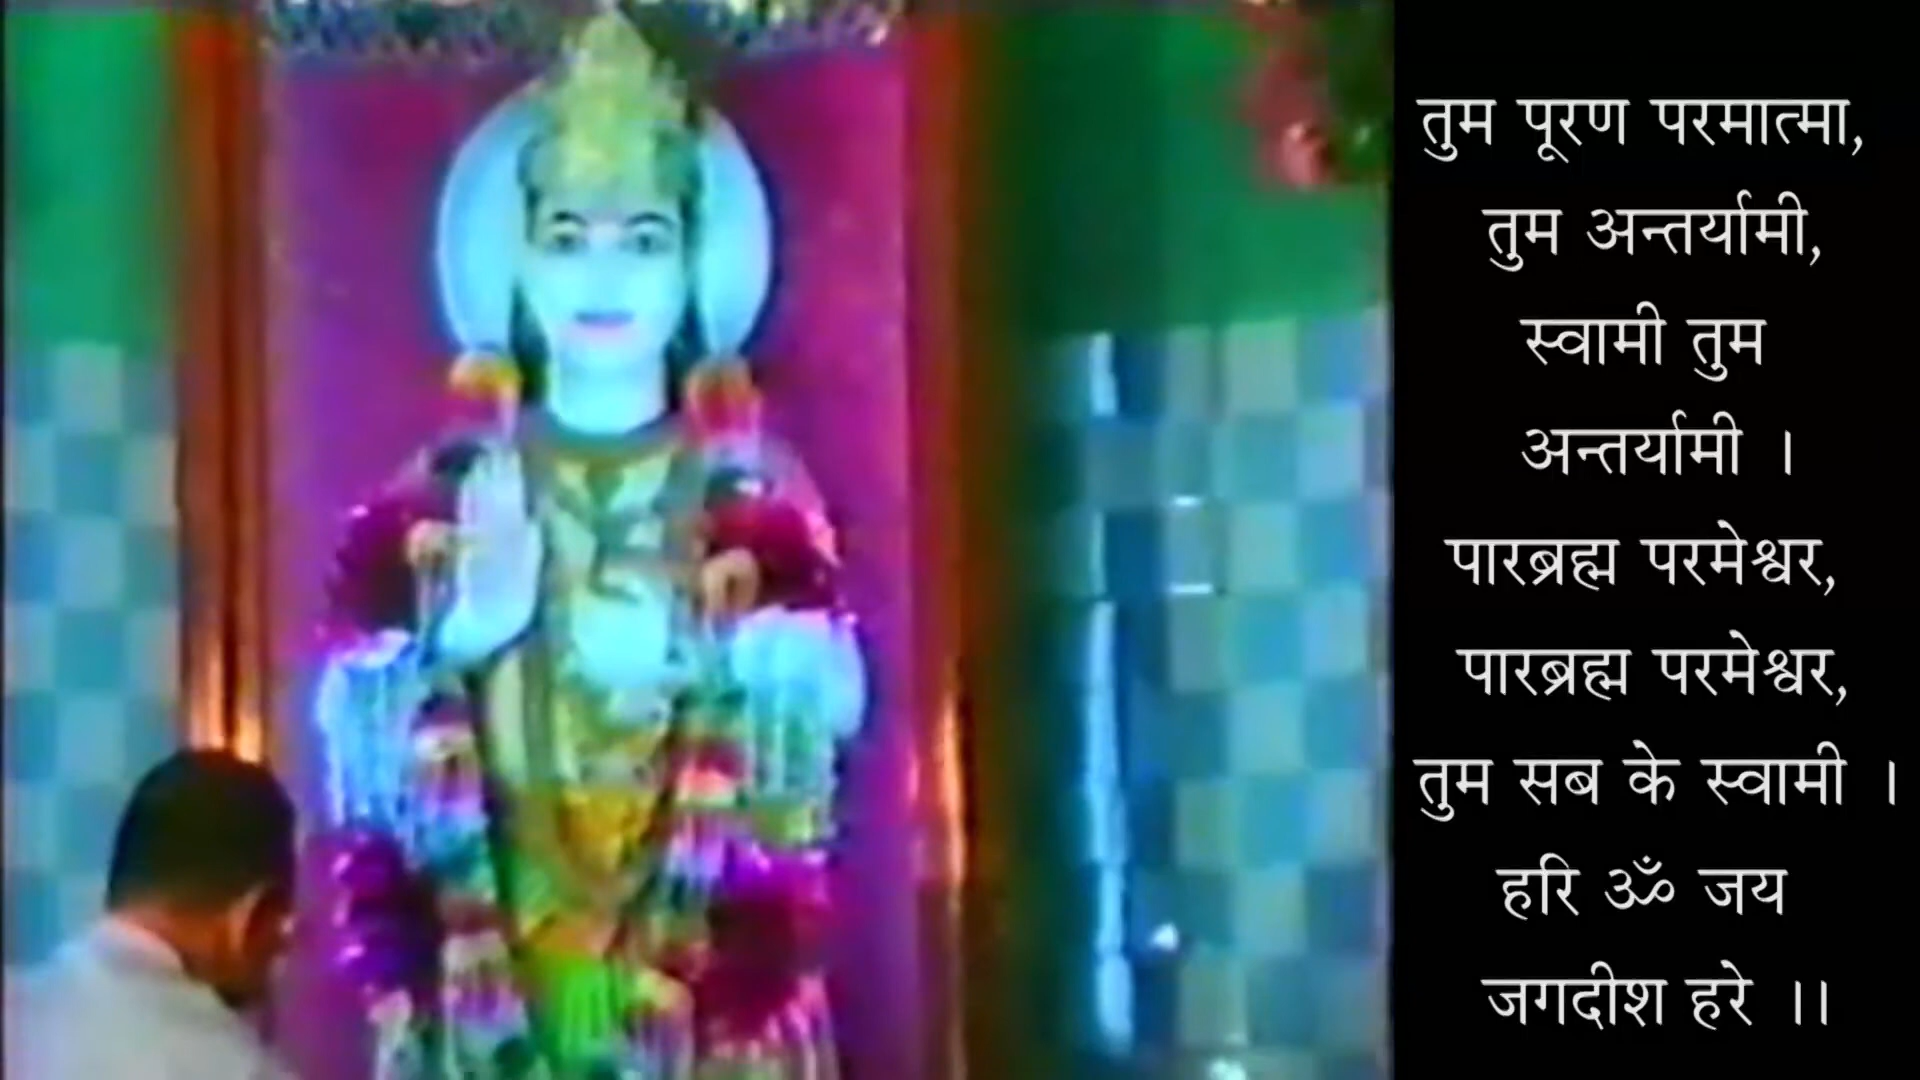 तुम पूरण परमात्मा,
तुम अन्तर्यामी,
स्वामी तुम
अन्तर्यामी ।
पारब्रह्म परमेश्वर,
पारब्रह्म परमेश्वर,
तुम सब के स्वामी ।
हरि ॐ जय
जगदीश हरे ।।